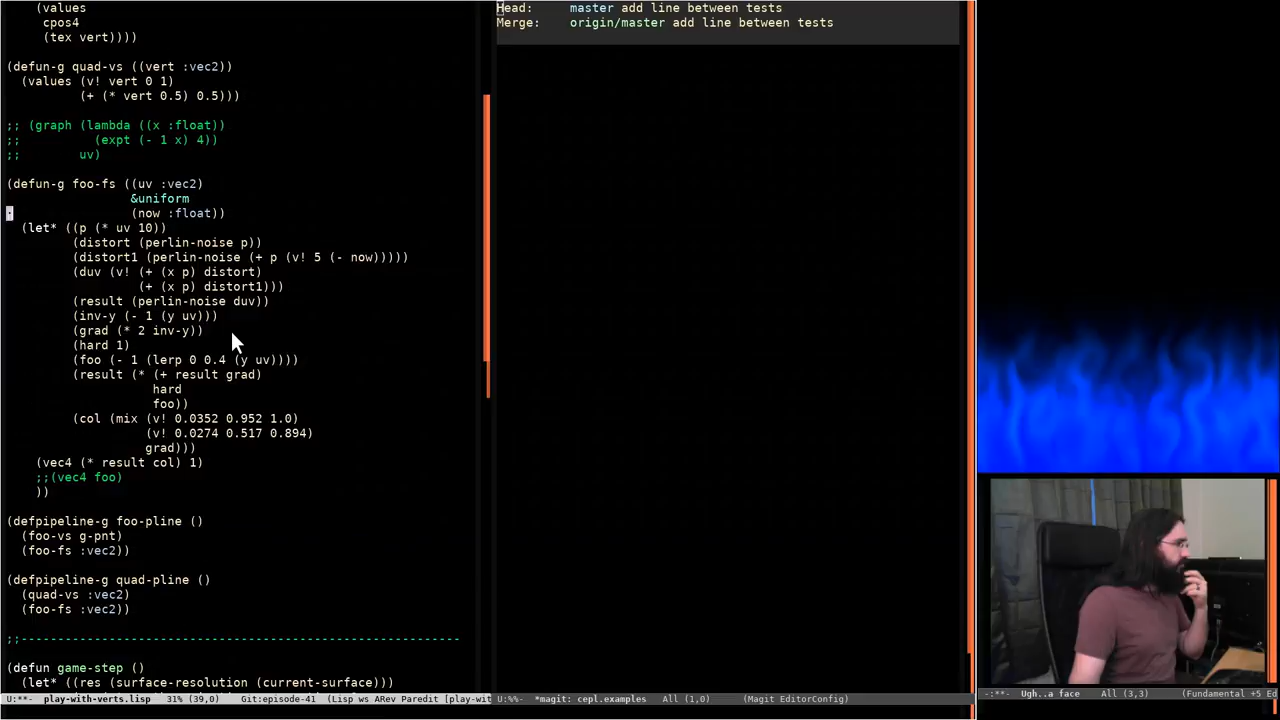 (values
cpos4
(tex vert))))
(defun-g quad-vs ((vert :vec2))
(values (v! vert 0 1)
(+ (* vert 0.5) 0.5)))
;; (graph (lambda ((x :float))
;; (expt (- 1 x) 4))
;; uv)
(defun-g foo-fs ((uv :vec2)
&uniform
(now :float))
(let* ((p (* uv 10))
(distort (perlin-noise p))
(distort1 (perlin-noise (+ p (v! 5 (- now)))))
(duv (v! (+ (x p) distort)
(+ (x p) distort1)))
(result (perlin-noise duv))
(inv-y (- 1 (y uv)))
(grad (* 2 inv-y))
(hard 1)
(foo (- 1 (lerp 0 0.4 (y uv))))
(result (* (+ result grad)
hard
foo))
(col (mix (v! 0.0352 0.952 1.0)
(v! 0.0274 0.517 0.894)
grad)))
(vec4 (* result col) 1)
;;(vec4 foo)
))
(defpipeline-g foo-pline ()
(foo-vs g-pnt)
(foo-fs :vec2))
(defpipeline-g quad-pline ()
(quad-vs :vec2)
(foo-fs :vec2))
;;------------------------------------------------------------
(defun game-step ()
(let* ((res (surface-resolution (current-surface)))
U:**- play-with-verts.lisp 31% (39,0) Git:episode-41 (Lisp ws ARev Paredit [play-wit
Head: master add line between tests
Merge: origin/master add line between tests
U:%%- *magit: cepl.examples All (1,0) (Magit EditorConfig)
-:**- Ugh..a face All (3,3) (Fundamental +5 Ed